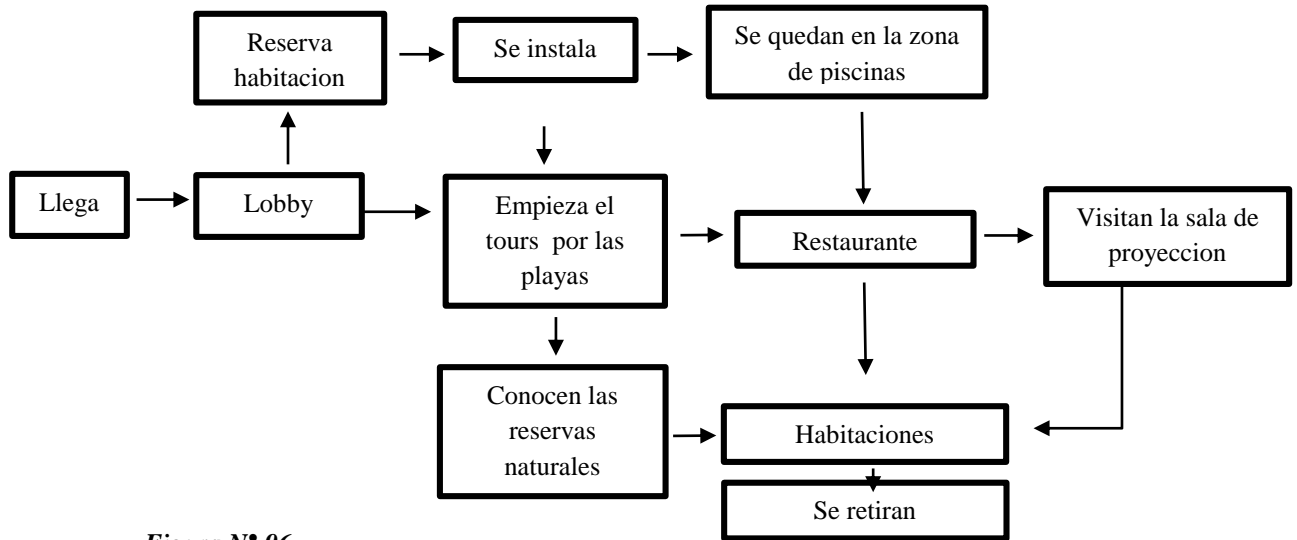 Reserva
habitacion
Se instala
Se quedan en la zona
de piscinas
Llega
Lobby
Empieza el
tours por las
playas
Restaurante
Visitan la sala de
proyeccion
Conocen las
reservas
naturales
Habitaciones
Se retiran